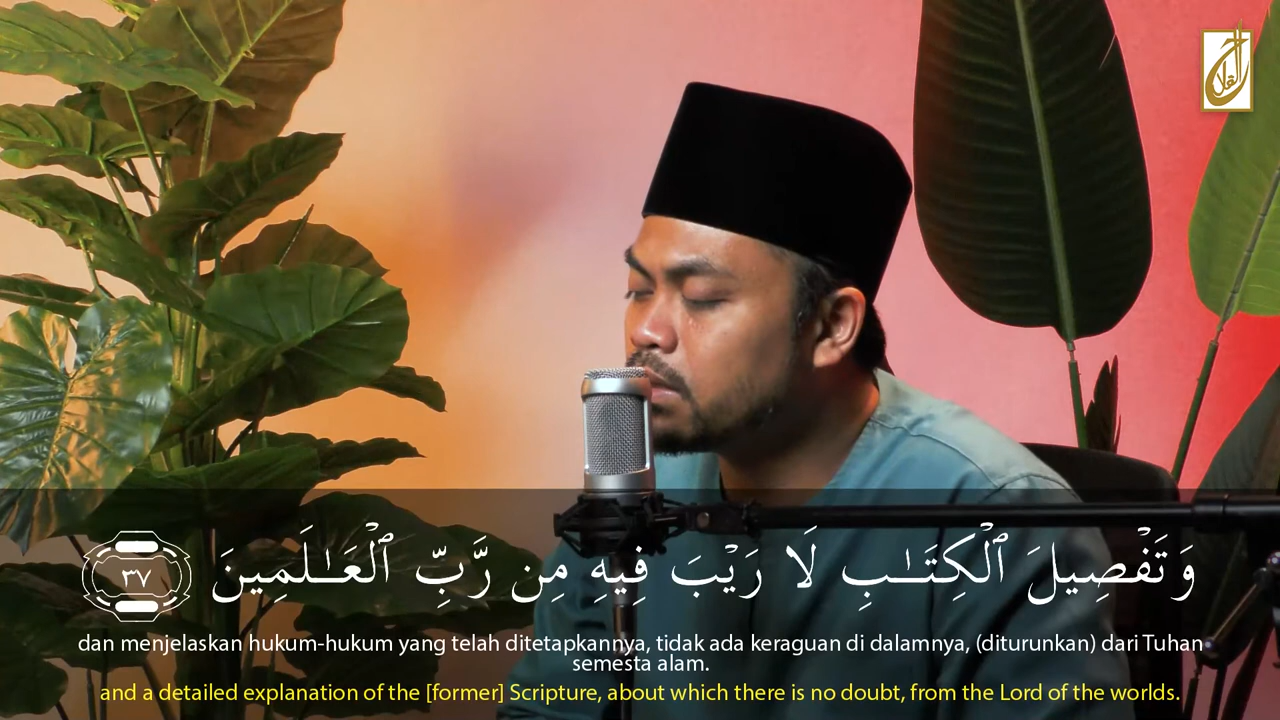 وَتَفْصِيلَ ٱلْكِتَـٰبِ لَا رَيْبَ فِيهِ مِن رَّبِّ ٱلْعَـٰلَمِينَ ٣٧
dan menjelaskan hukum-hukum yang telah ditetapkannya, tidak ada keraguan di dalamnya, (diturunkan) dari Tuhan
semesta alam.
and a detailed explanation of the [former] Scripture, about which there is no doubt, from the Lord of the worlds.